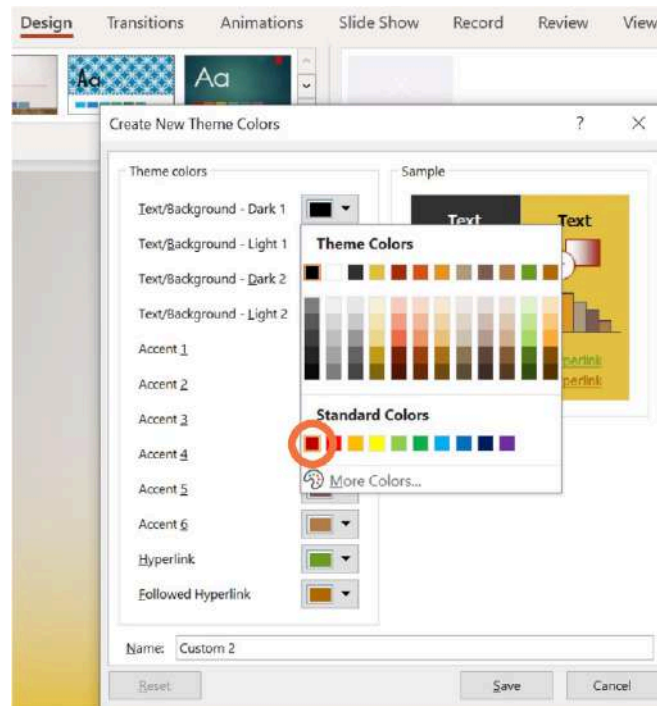 Design Transitions Animations Slide Show Record Review View
Aa Aa
Create New Theme Colors ?
Theme colors
Sample
Text/Background - Dark 1
Text/Background - Light 1
Text/Background - Dark 2
Text/Background - Light 2
Accent 1
Accent 2
Accent 3
Accent 4
Accent 5
Accent 6
Hyperlink
Followed Hyperlink
Text Text
Theme Colors
Standard Colors
More Colors...
Name: Custom 2
Reset Save Cancel